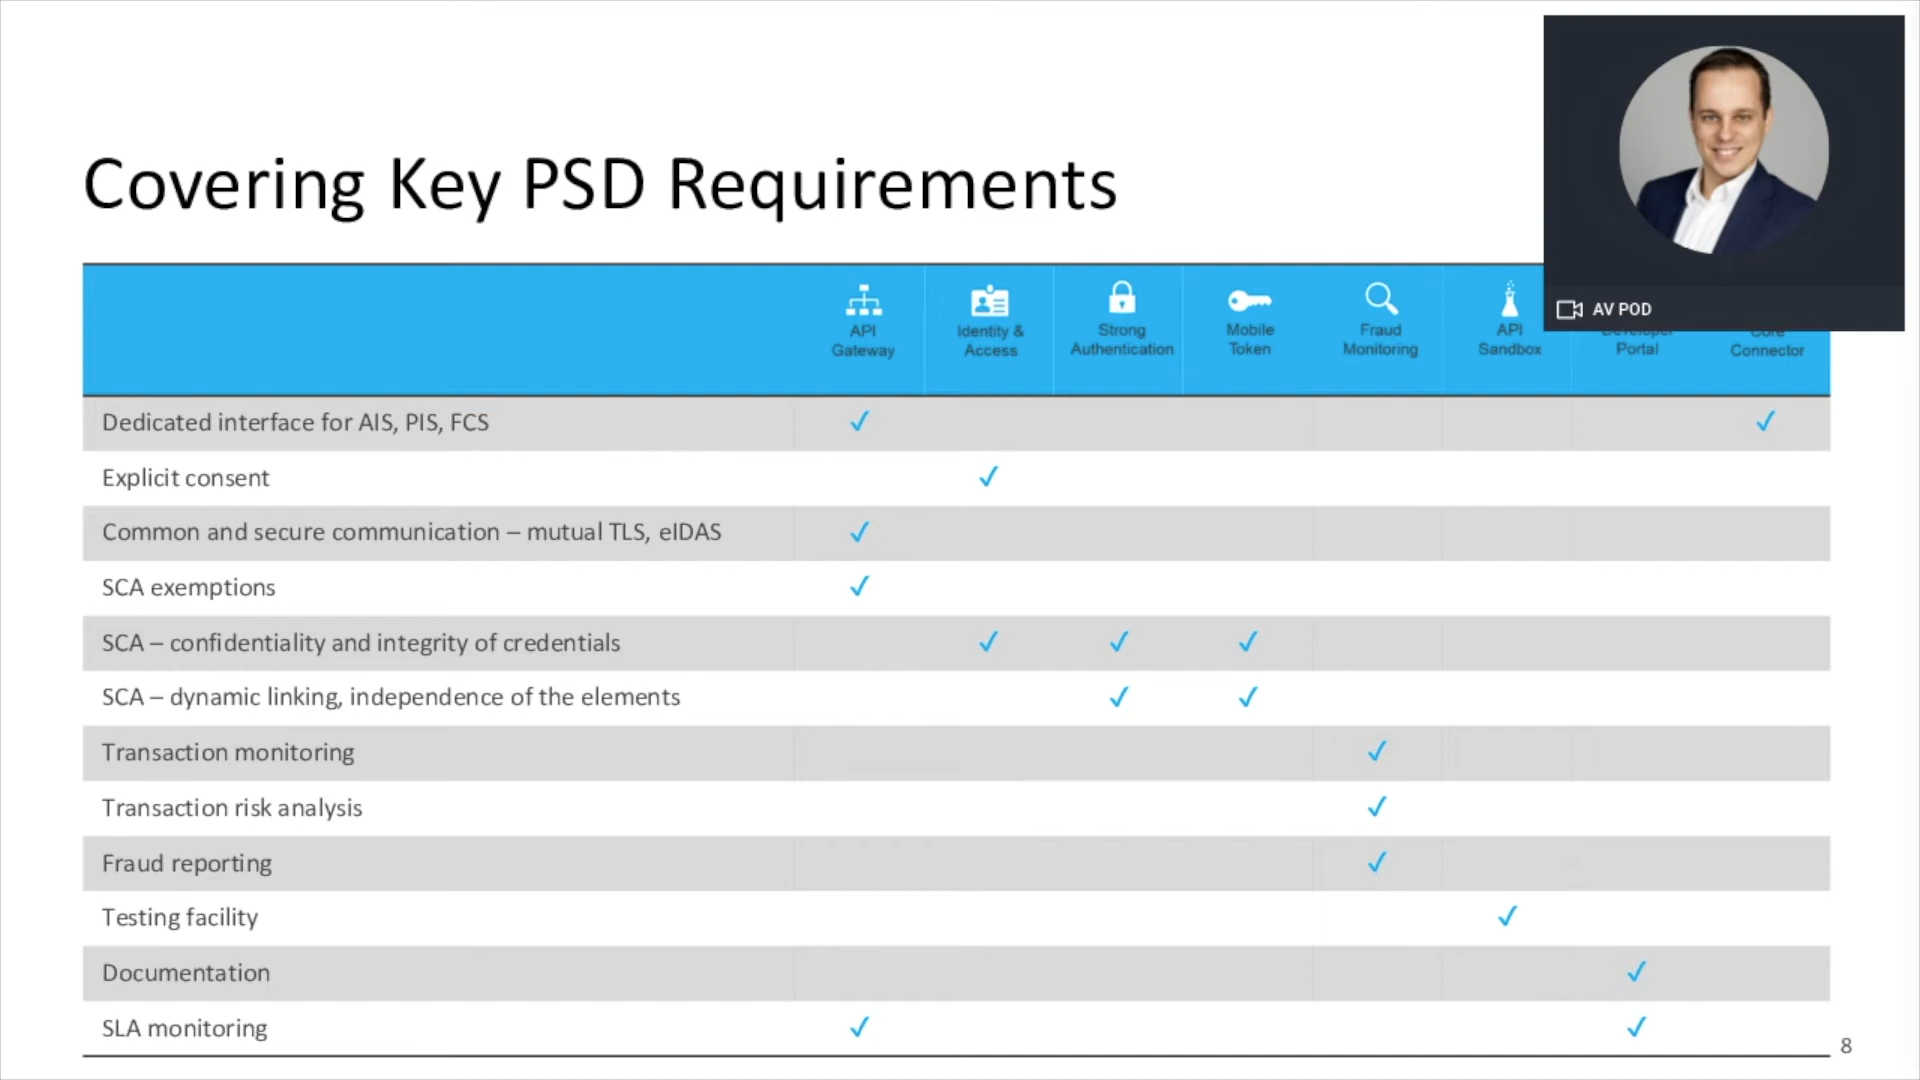 AV POD
Covering Key PSD Requirements
API Gateway
Identity & Access
Strong Authentication
Mobile Token
Fraud Monitoring
API Sandbox
Developer Portal
Core Connector
Dedicated interface for AIS, PIS, FCS ✓ ✓
Explicit consent ✓
Common and secure communication – mutual TLS, eIDAS ✓
SCA exemptions ✓
SCA – confidentiality and integrity of credentials ✓ ✓ ✓
SCA – dynamic linking, independence of the elements ✓ ✓
Transaction monitoring ✓
Transaction risk analysis ✓
Fraud reporting ✓
Testing facility ✓
Documentation ✓
SLA monitoring ✓ ✓
8